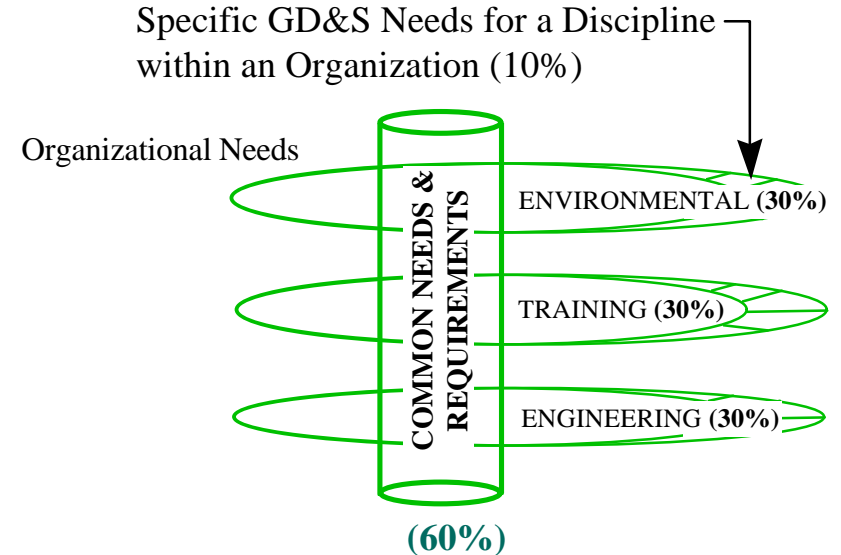 Specific GD&S Needs for a Discipline
within an Organization (10%)
Organizational Needs
COMMON NEEDS &
REQUIREMENTS
ENVIRONMENTAL (30%)
TRAINING (30%)
ENGINEERING (30%)
(60%)